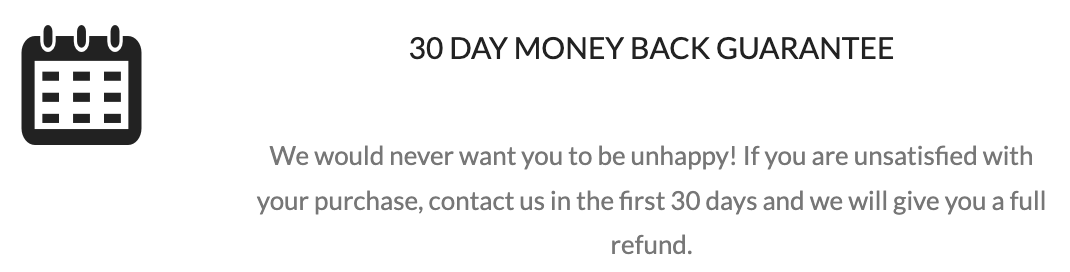 30 DAY MONEY BACK GUARANTEE
We would never want you to be unhappy! If you are unsatisfied with
your purchase, contact us in the first 30 days and we will give you a full
refund.